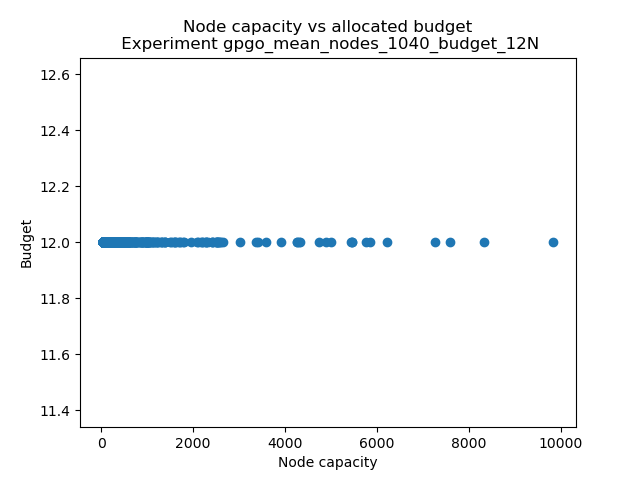 Node capacity vs allocated budget
Experiment gpgo_mean_nodes_1040_budget_12N
12.6
12.4
12.2
12.0
11.8
11.6
11.4
Budget
0 2000 4000 6000 8000 10000
Node capacity